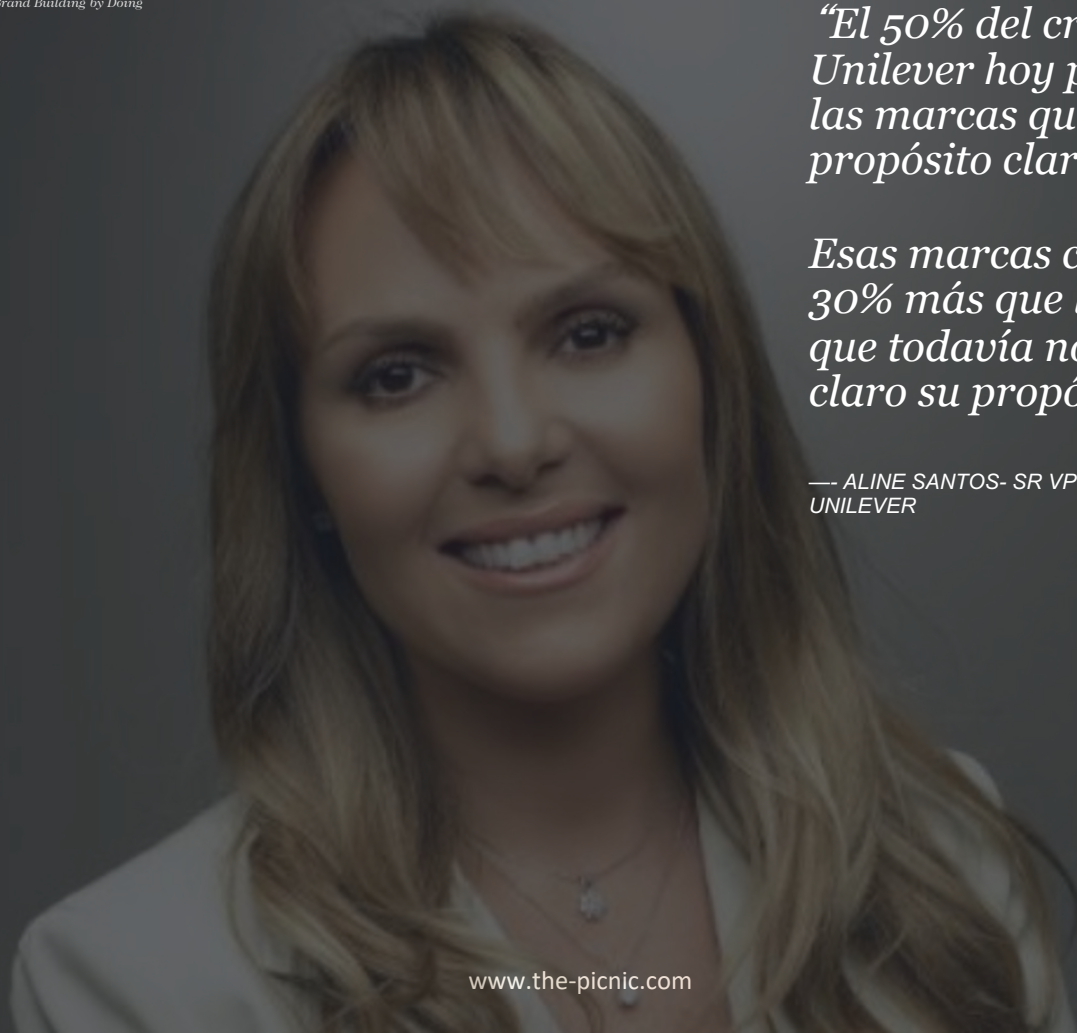 Brand Building by Doing
“El 50% del cr
Unilever hoy p
las marcas qu
propósito clar
Esas marcas c
30% más que
que todavía no
claro su propó
—- ALINE SANTOS- SR VP
UNILEVER
www.the-picnic.com